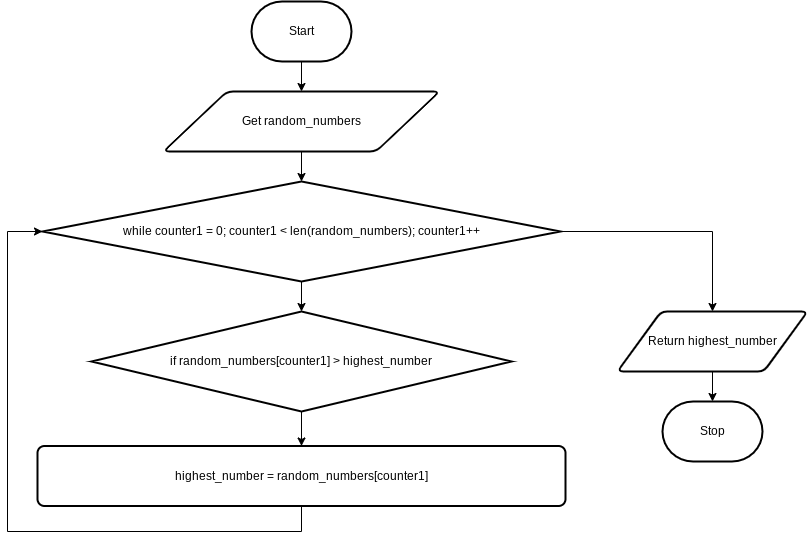 Start
Get random_numbers
while counter1 = 0; counter1 < len(random_numbers); counter1++
if random_numbers[counter1] > highest_number
Return highest_number
Stop
highest_number = random_numbers[counter1]